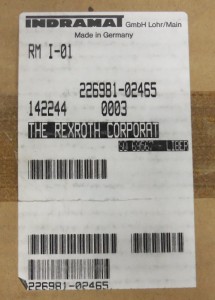 INDRAMAT GmbH Lohr/Main
Made in Germany
RM I-01
226981-02465
142244 0003
THE REXROTH CORPORAT
226981-02465